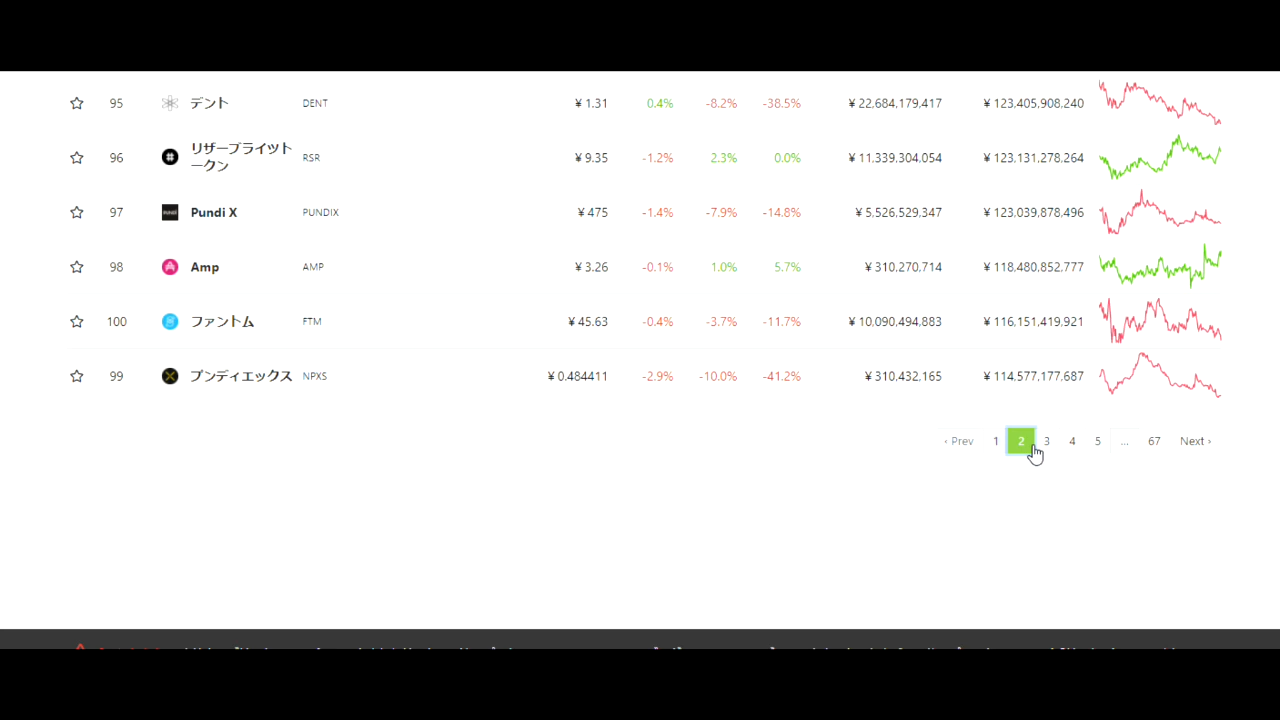 95 デント DENT ¥ 1.31 0.4% -8.2% -38.5% ¥ 22,684,179,417 ¥ 123,405,908,240
96 リザーブライツト
ークン RSR ¥ 9.35 -1.2% 2.3% 0.0% ¥ 11,339,304,054 ¥ 123,131,278,264
97 Pundi X PUNDIX ¥ 475 -1.4% -7.9% -14.8% ¥ 5,526,529,347 ¥ 123,039,878,496
98 Amp AMP ¥ 3.26 -0.1% 1.0% 5.7% ¥ 310,270,714 ¥ 118,480,852,777
100 ファントム FTM ¥ 45.63 -0.4% -3.7% -11.7% ¥ 10,090,494,883 ¥ 116,151,419,921
99 プンディエックス NPXS ¥ 0.484411 -2.9% -10.0% -41.2% ¥ 310,432,165 ¥ 114,577,177,687
‹ Prev 1 2 3 4 5 ... 67 Next ›